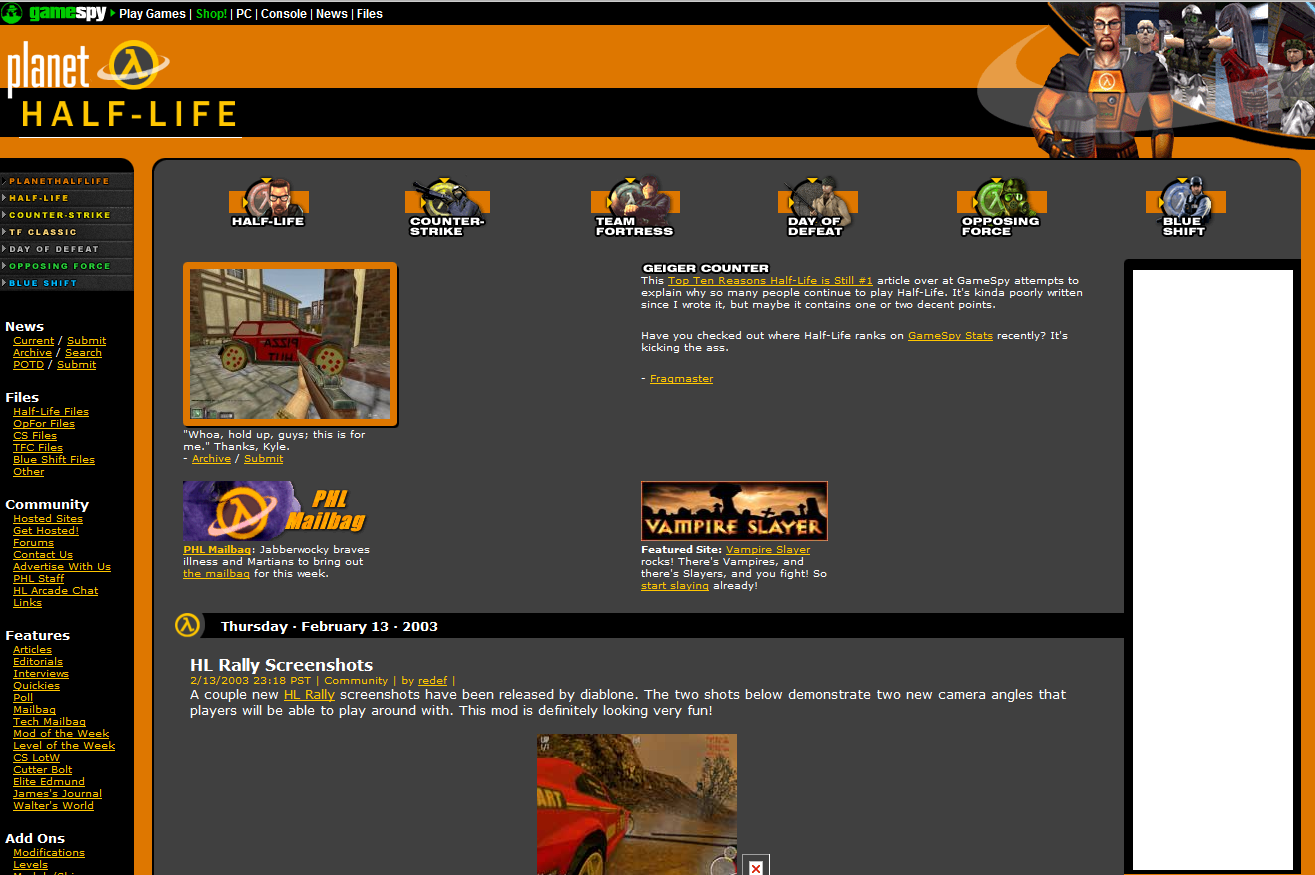 gamespy Play Games | Shop! | PC | Console | News | Files
planet
HALF-LIFE
PLANETHALFLIFE
HALF-LIFE
COUNTER-STRIKE
TF CLASSIC
DAY OF DEFEAT
OPPOSING FORCE
BLUE SHIFT
News
Current / Submit
Archive / Search
POTD / Submit
Files
Half-Life Files
OpFor Files
CS Files
TFC Files
Blue Shift Files
Other
Community
Hosted Sites
Get Hosted!
Forums
Contact Us
Advertise With Us
PHL Staff
HL Arcade Chat
Links
Features
Articles
Editorials
Interviews
Quickies
Poll
Mailbag
Tech Mailbag
Mod of the Week
Level of the Week
CS LotW
Cutter Bolt
Elite Edmund
James's Journal
Walter's World
Add Ons
Modifications
Levels
HALF-LIFE
COUNTER-
STRIKE
TEAM
FORTRESS
DAY OF
DEFEAT
OPPOSING
FORCE
BLUE
SHIFT
PIZZA
HUT
"Whoa, hold up, guys; this is for
me." Thanks, Kyle.
- Archive / Submit
GEIGER COUNTER
This Top Ten Reasons Half-Life is Still #1 article over at GameSpy attempts to
explain why so many people continue to play Half-Life. It's kinda poorly written
since I wrote it, but maybe it contains one or two decent points.
Have you checked out where Half-Life ranks on GameSpy Stats recently? It's
kicking the ass.
- Fragmaster
PHL
Mailbag
PHL Mailbag: Jabberwocky braves
illness and Martians to bring out
the mailbag for this week.
VAMPIRE SLAYER
Featured Site: Vampire Slayer
rocks! There's Vampires, and
there's Slayers, and you fight! So
start slaying already!
Thursday · February 13 · 2003
HL Rally Screenshots
2/13/2003 23:18 PST | Community | by redef |
A couple new HL Rally screenshots have been released by diablone. The two shots below demonstrate two new camera angles that
players will be able to play around with. This mod is definitely looking very fun!
UP
1/1
ART